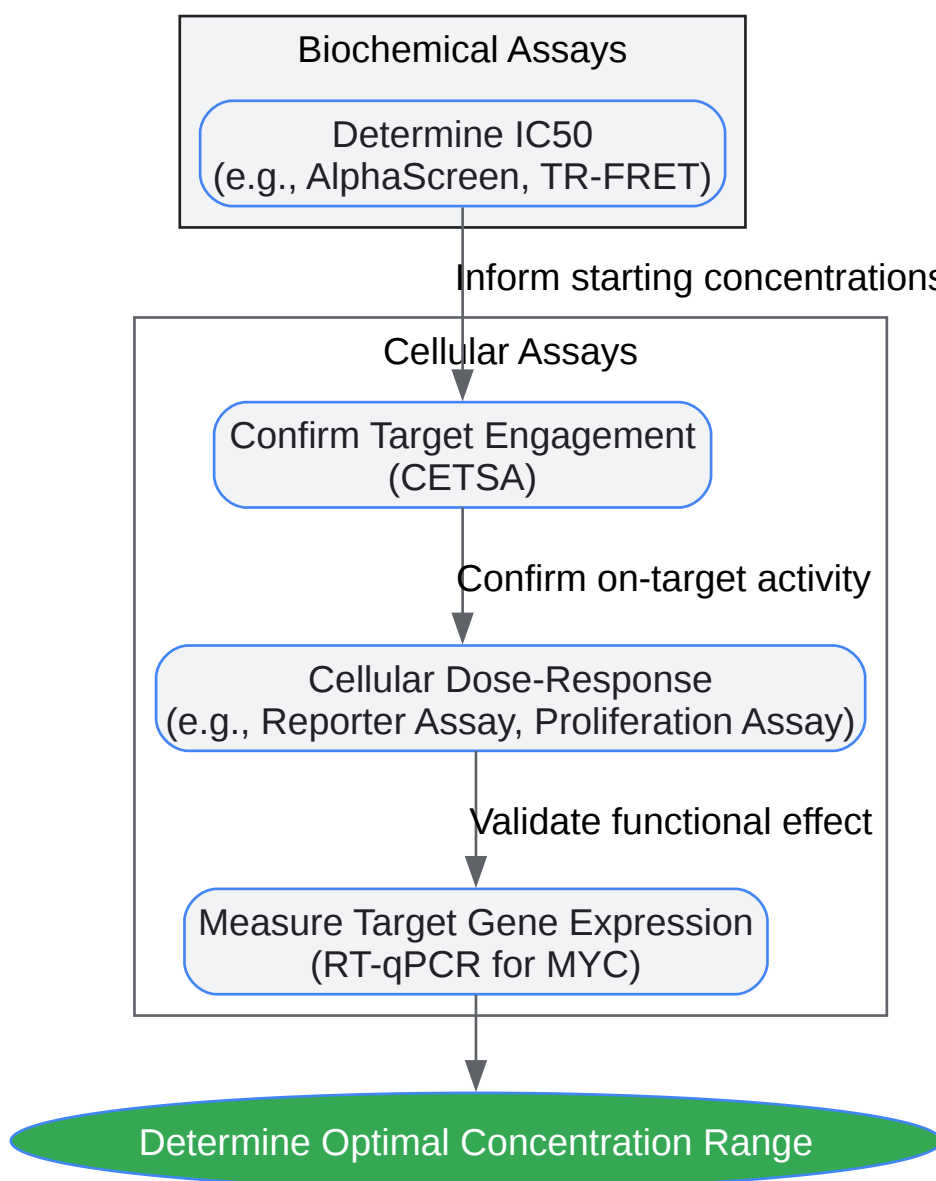 Biochemical Assays
Determine IC50
(e.g., AlphaScreen, TR-FRET)
Inform starting concentrations
Cellular Assays
Confirm Target Engagement
(CETSA)
Confirm on-target activity
Cellular Dose-Response
(e.g., Reporter Assay, Proliferation Assay)
Validate functional effect
Measure Target Gene Expression
(RT-qPCR for MYC)
Determine Optimal Concentration Range